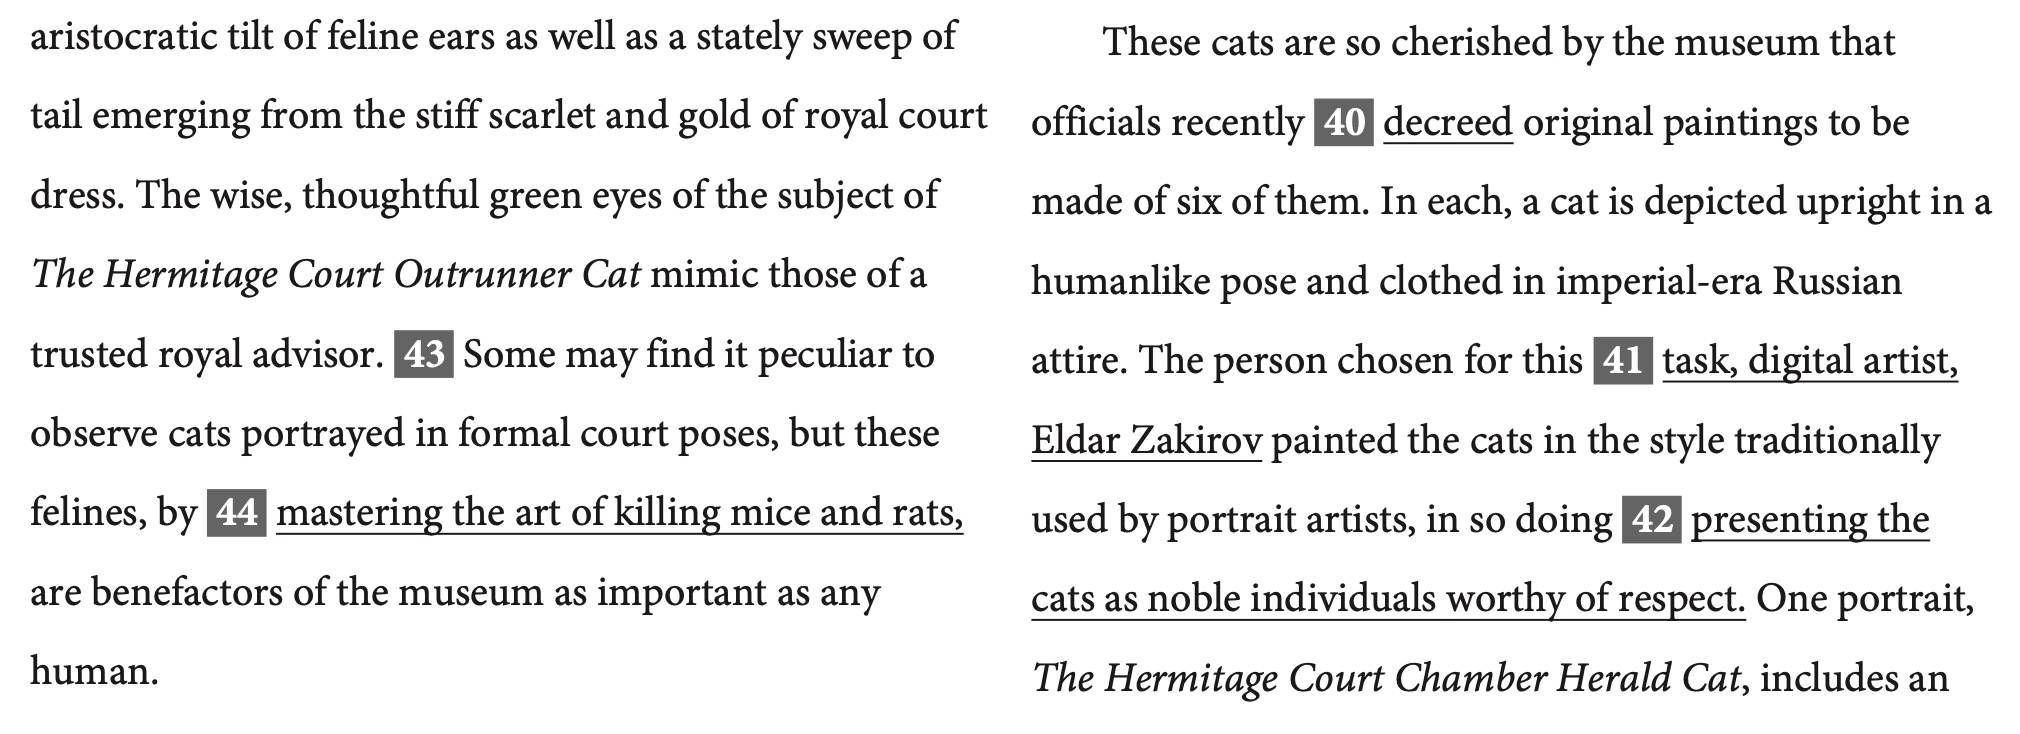 aristocratic tilt of feline ears as well as a stately sweep of
tail emerging from the stiff scarlet and gold of royal court
dress. The wise, thoughtful green eyes of the subject of
The Hermitage Court Outrunner Cat mimic those of a
trusted royal advisor. 43 Some may find it peculiar to
observe cats portrayed in formal court poses, but these
felines, by 44 mastering the art of killing mice and rats,
are benefactors of the museum as important as any
human.
These cats are so cherished by the museum that
officials recently 40 decreed original paintings to be
made of six of them. In each, a cat is depicted upright in a
humanlike pose and clothed in imperial-era Russian
attire. The person chosen for this 41 task, digital artist,
Eldar Zakirov painted the cats in the style traditionally
used by portrait artists, in so doing 42 presenting the
cats as noble individuals worthy of respect. One portrait,
The Hermitage Court Chamber Herald Cat, includes an